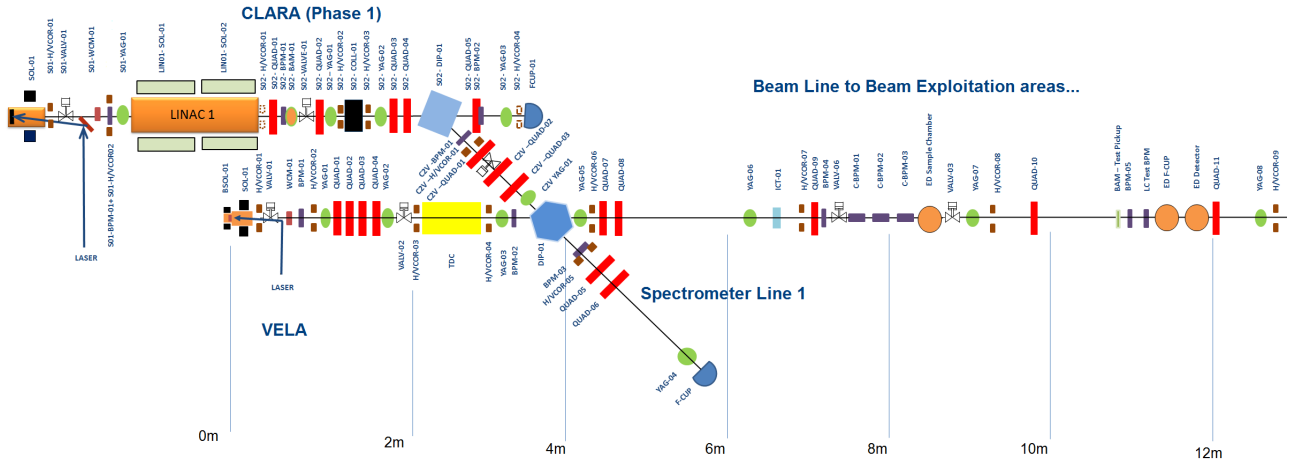 CLARA (Phase 1)
SOL-01
S01-H/VCOR-01
S01-VALV-01
S01-WCM-01
S01-YAG-01
LIN01- SOL-01
LIN01- SOL-02
S02- H/VCOR-01
S02- QUAD-01
S02- BPM-01
S02- BAM-01
S02-VALVE-01
S02- QUAD-02
S02 – YAG-01
S02- H/VCOR-02
S02- COLL-01
S02- H/VCOR-03
S02- YAG-02
S02- QUAD-03
S02- QUAD-04
S02- DIP-01
S02- QUAD-05
S02- BPM-02
S02- YAG-03
S02- H/VCOR-04
FCUP-01
LINAC 1
Beam Line to Beam Exploitation areas...
S01-BPM-01+ S01-H/VCOR02
LASER
C2V –BPM-01
C2V –H/VCOR-01
C2V –QUAD-01
C2V –QUAD-02
C2V –QUAD-03
C2V YAG-01
BSOL-01
SOL-01
H/VCOR-01
VALV-01
WCM-01
BPM-01
H/VCOR-02
YAG-01
QUAD-01
QUAD-02
QUAD-03
QUAD-04
YAG-02
YAG-05
H/VCOR-06
QUAD-07
QUAD-08
YAG-06
ICT-01
H/VCOR-07
QUAD-09
BPM-04
VALV-06
C-BPM-01
C-BPM-02
C-BPM-03
ED Sample Chamber
VALV-03
YAG-07
H/VCOR-08
QUAD-10
BAM – Test Pickup
BPM-05
LC Test BPM
ED F-CUP
ED Detector
QUAD-11
YAG-08
H/VCOR-09
LASER
VALV-02
H/VCOR-03
TDC
H/VCOR-04
YAG-03
BPM-02
DIP-01
BPM-03
H/VCOR-05
QUAD-05
QUAD-06
Spectrometer Line 1
VELA
YAG-04
F-CUP
0m
2m
4m
6m
8m
10m
12m